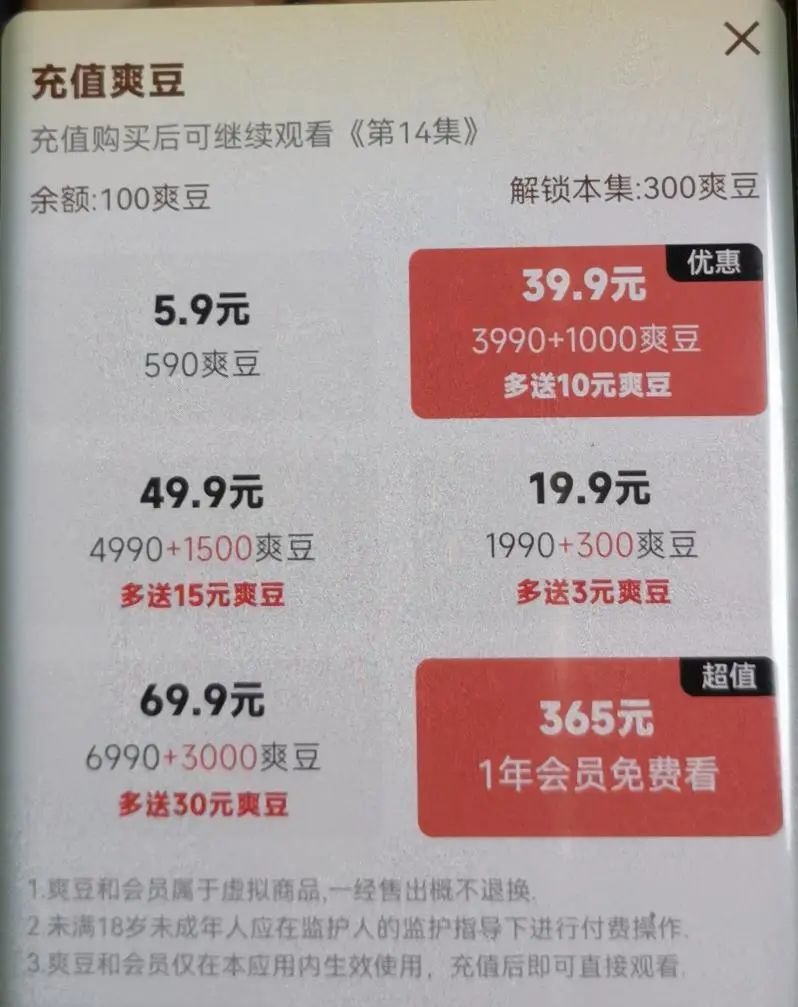 充值爽豆
充值购买后可继续观看《第14集》
余额:100爽豆
解锁本集:300爽豆
5.9元
590爽豆
优惠
39.9元
3990+1000爽豆
多送10元爽豆
49.9元
4990+1500爽豆
多送15元爽豆
19.9元
1990+300爽豆
多送3元爽豆
69.9元
6990+3000爽豆
多送30元爽豆
超值
365元
1年会员免费看
1.爽豆和会员属于虚拟商品,一经售出概不退换.
2.未满18岁未成年人应在监护人的监护指导下进行付费操作.
3.爽豆和会员仅在本应用内生效使用，充值后即可直接观看.